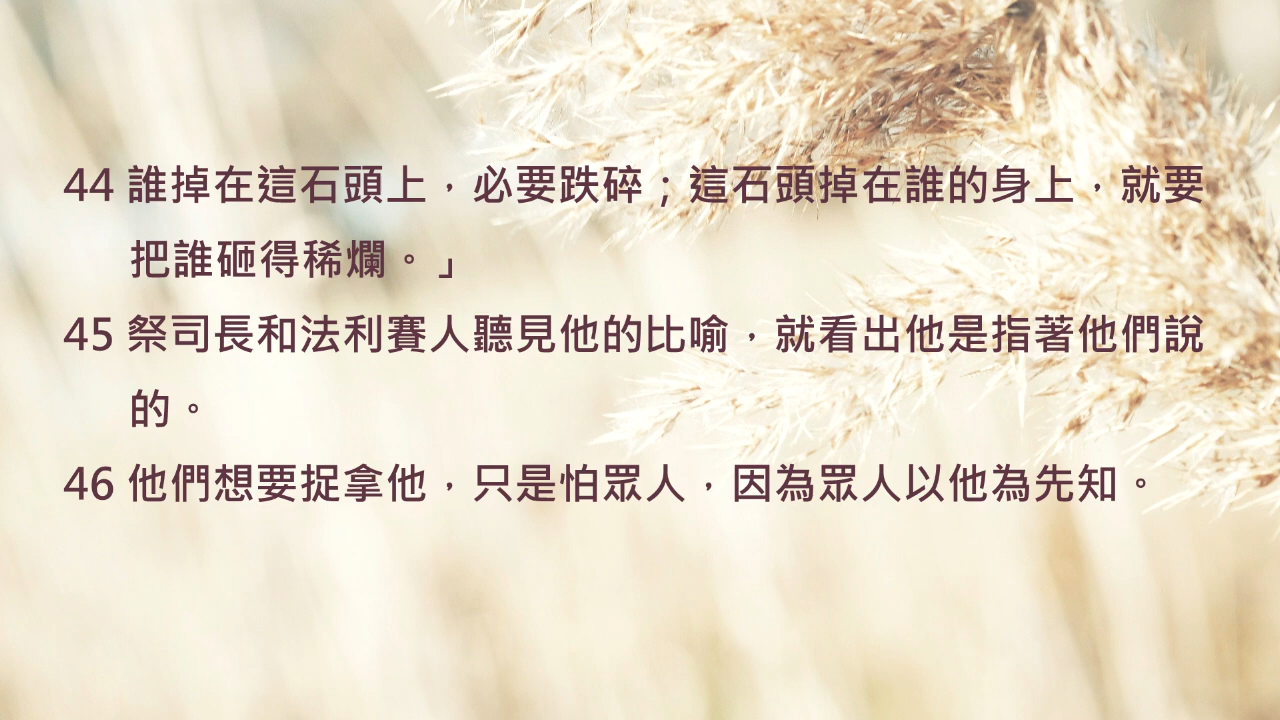 44 誰掉在這石頭上，必要跌碎；這石頭掉在誰的身上，就要
把誰砸得稀爛。」
45 祭司長和法利賽人聽見他的比喻，就看出他是指著他們說
的。
46 他們想要捉拿他，只是怕眾人，因為眾人以他為先知。